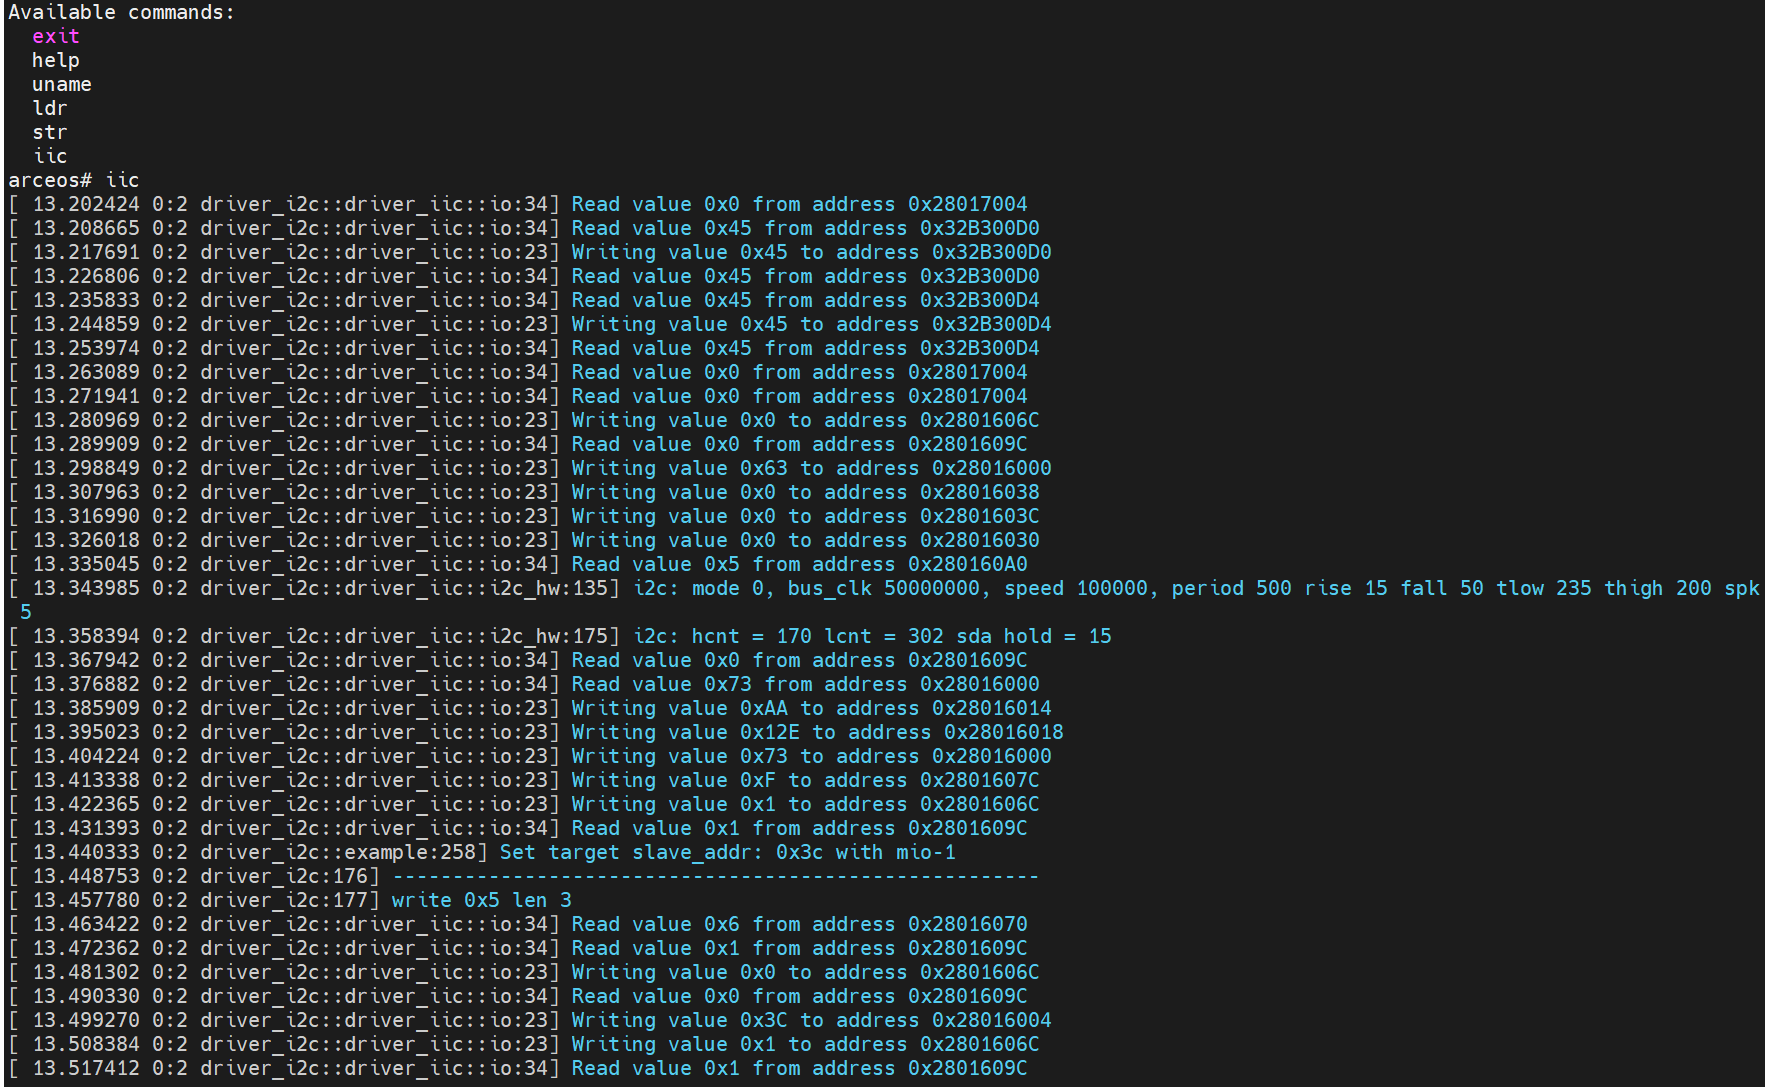 Available commands:
  exit
  help
  uname
  ldr
  str
  iic
arceos# iic
[ 13.202424 0:2 driver_i2c::driver_iic::io:34] Read value 0x0 from address 0x28017004
[ 13.208665 0:2 driver_i2c::driver_iic::io:34] Read value 0x45 from address 0x32B300D0
[ 13.217691 0:2 driver_i2c::driver_iic::io:23] Writing value 0x45 to address 0x32B300D0
[ 13.226806 0:2 driver_i2c::driver_iic::io:34] Read value 0x45 from address 0x32B300D0
[ 13.235833 0:2 driver_i2c::driver_iic::io:34] Read value 0x45 from address 0x32B300D4
[ 13.244859 0:2 driver_i2c::driver_iic::io:23] Writing value 0x45 to address 0x32B300D4
[ 13.253974 0:2 driver_i2c::driver_iic::io:34] Read value 0x45 from address 0x32B300D4
[ 13.263089 0:2 driver_i2c::driver_iic::io:34] Read value 0x0 from address 0x28017004
[ 13.271941 0:2 driver_i2c::driver_iic::io:34] Read value 0x0 from address 0x28017004
[ 13.280969 0:2 driver_i2c::driver_iic::io:23] Writing value 0x0 to address 0x2801606C
[ 13.289909 0:2 driver_i2c::driver_iic::io:34] Read value 0x0 from address 0x2801609C
[ 13.298849 0:2 driver_i2c::driver_iic::io:23] Writing value 0x63 to address 0x28016000
[ 13.307963 0:2 driver_i2c::driver_iic::io:23] Writing value 0x0 to address 0x28016038
[ 13.316990 0:2 driver_i2c::driver_iic::io:23] Writing value 0x0 to address 0x2801603C
[ 13.326018 0:2 driver_i2c::driver_iic::io:23] Writing value 0x0 to address 0x28016030
[ 13.335045 0:2 driver_i2c::driver_iic::io:34] Read value 0x5 from address 0x280160A0
[ 13.343985 0:2 driver_i2c::driver_iic::i2c_hw:135] i2c: mode 0, bus_clk 50000000, speed 100000, period 500 rise 15 fall 50 tlow 235 thigh 200 spk
 5
[ 13.358394 0:2 driver_i2c::driver_iic::i2c_hw:175] i2c: hcnt = 170 lcnt = 302 sda hold = 15
[ 13.367942 0:2 driver_i2c::driver_iic::io:34] Read value 0x0 from address 0x2801609C
[ 13.376882 0:2 driver_i2c::driver_iic::io:34] Read value 0x73 from address 0x28016000
[ 13.385909 0:2 driver_i2c::driver_iic::io:23] Writing value 0xAA to address 0x28016014
[ 13.395023 0:2 driver_i2c::driver_iic::io:23] Writing value 0x12E to address 0x28016018
[ 13.404224 0:2 driver_i2c::driver_iic::io:23] Writing value 0x73 to address 0x28016000
[ 13.413338 0:2 driver_i2c::driver_iic::io:23] Writing value 0xF to address 0x2801607C
[ 13.422365 0:2 driver_i2c::driver_iic::io:23] Writing value 0x1 to address 0x2801606C
[ 13.431393 0:2 driver_i2c::driver_iic::io:34] Read value 0x1 from address 0x2801609C
[ 13.440333 0:2 driver_i2c::example:258] Set target slave_addr: 0x3c with mio-1
[ 13.448753 0:2 driver_i2c:176] ------------------------------------------------------
[ 13.457780 0:2 driver_i2c:177] write 0x5 len 3
[ 13.463422 0:2 driver_i2c::driver_iic::io:34] Read value 0x6 from address 0x28016070
[ 13.472362 0:2 driver_i2c::driver_iic::io:34] Read value 0x1 from address 0x2801609C
[ 13.481302 0:2 driver_i2c::driver_iic::io:23] Writing value 0x0 to address 0x2801606C
[ 13.490330 0:2 driver_i2c::driver_iic::io:34] Read value 0x0 from address 0x2801609C
[ 13.499270 0:2 driver_i2c::driver_iic::io:23] Writing value 0x3C to address 0x28016004
[ 13.508384 0:2 driver_i2c::driver_iic::io:23] Writing value 0x1 to address 0x2801606C
[ 13.517412 0:2 driver_i2c::driver_iic::io:34] Read value 0x1 from address 0x2801609C